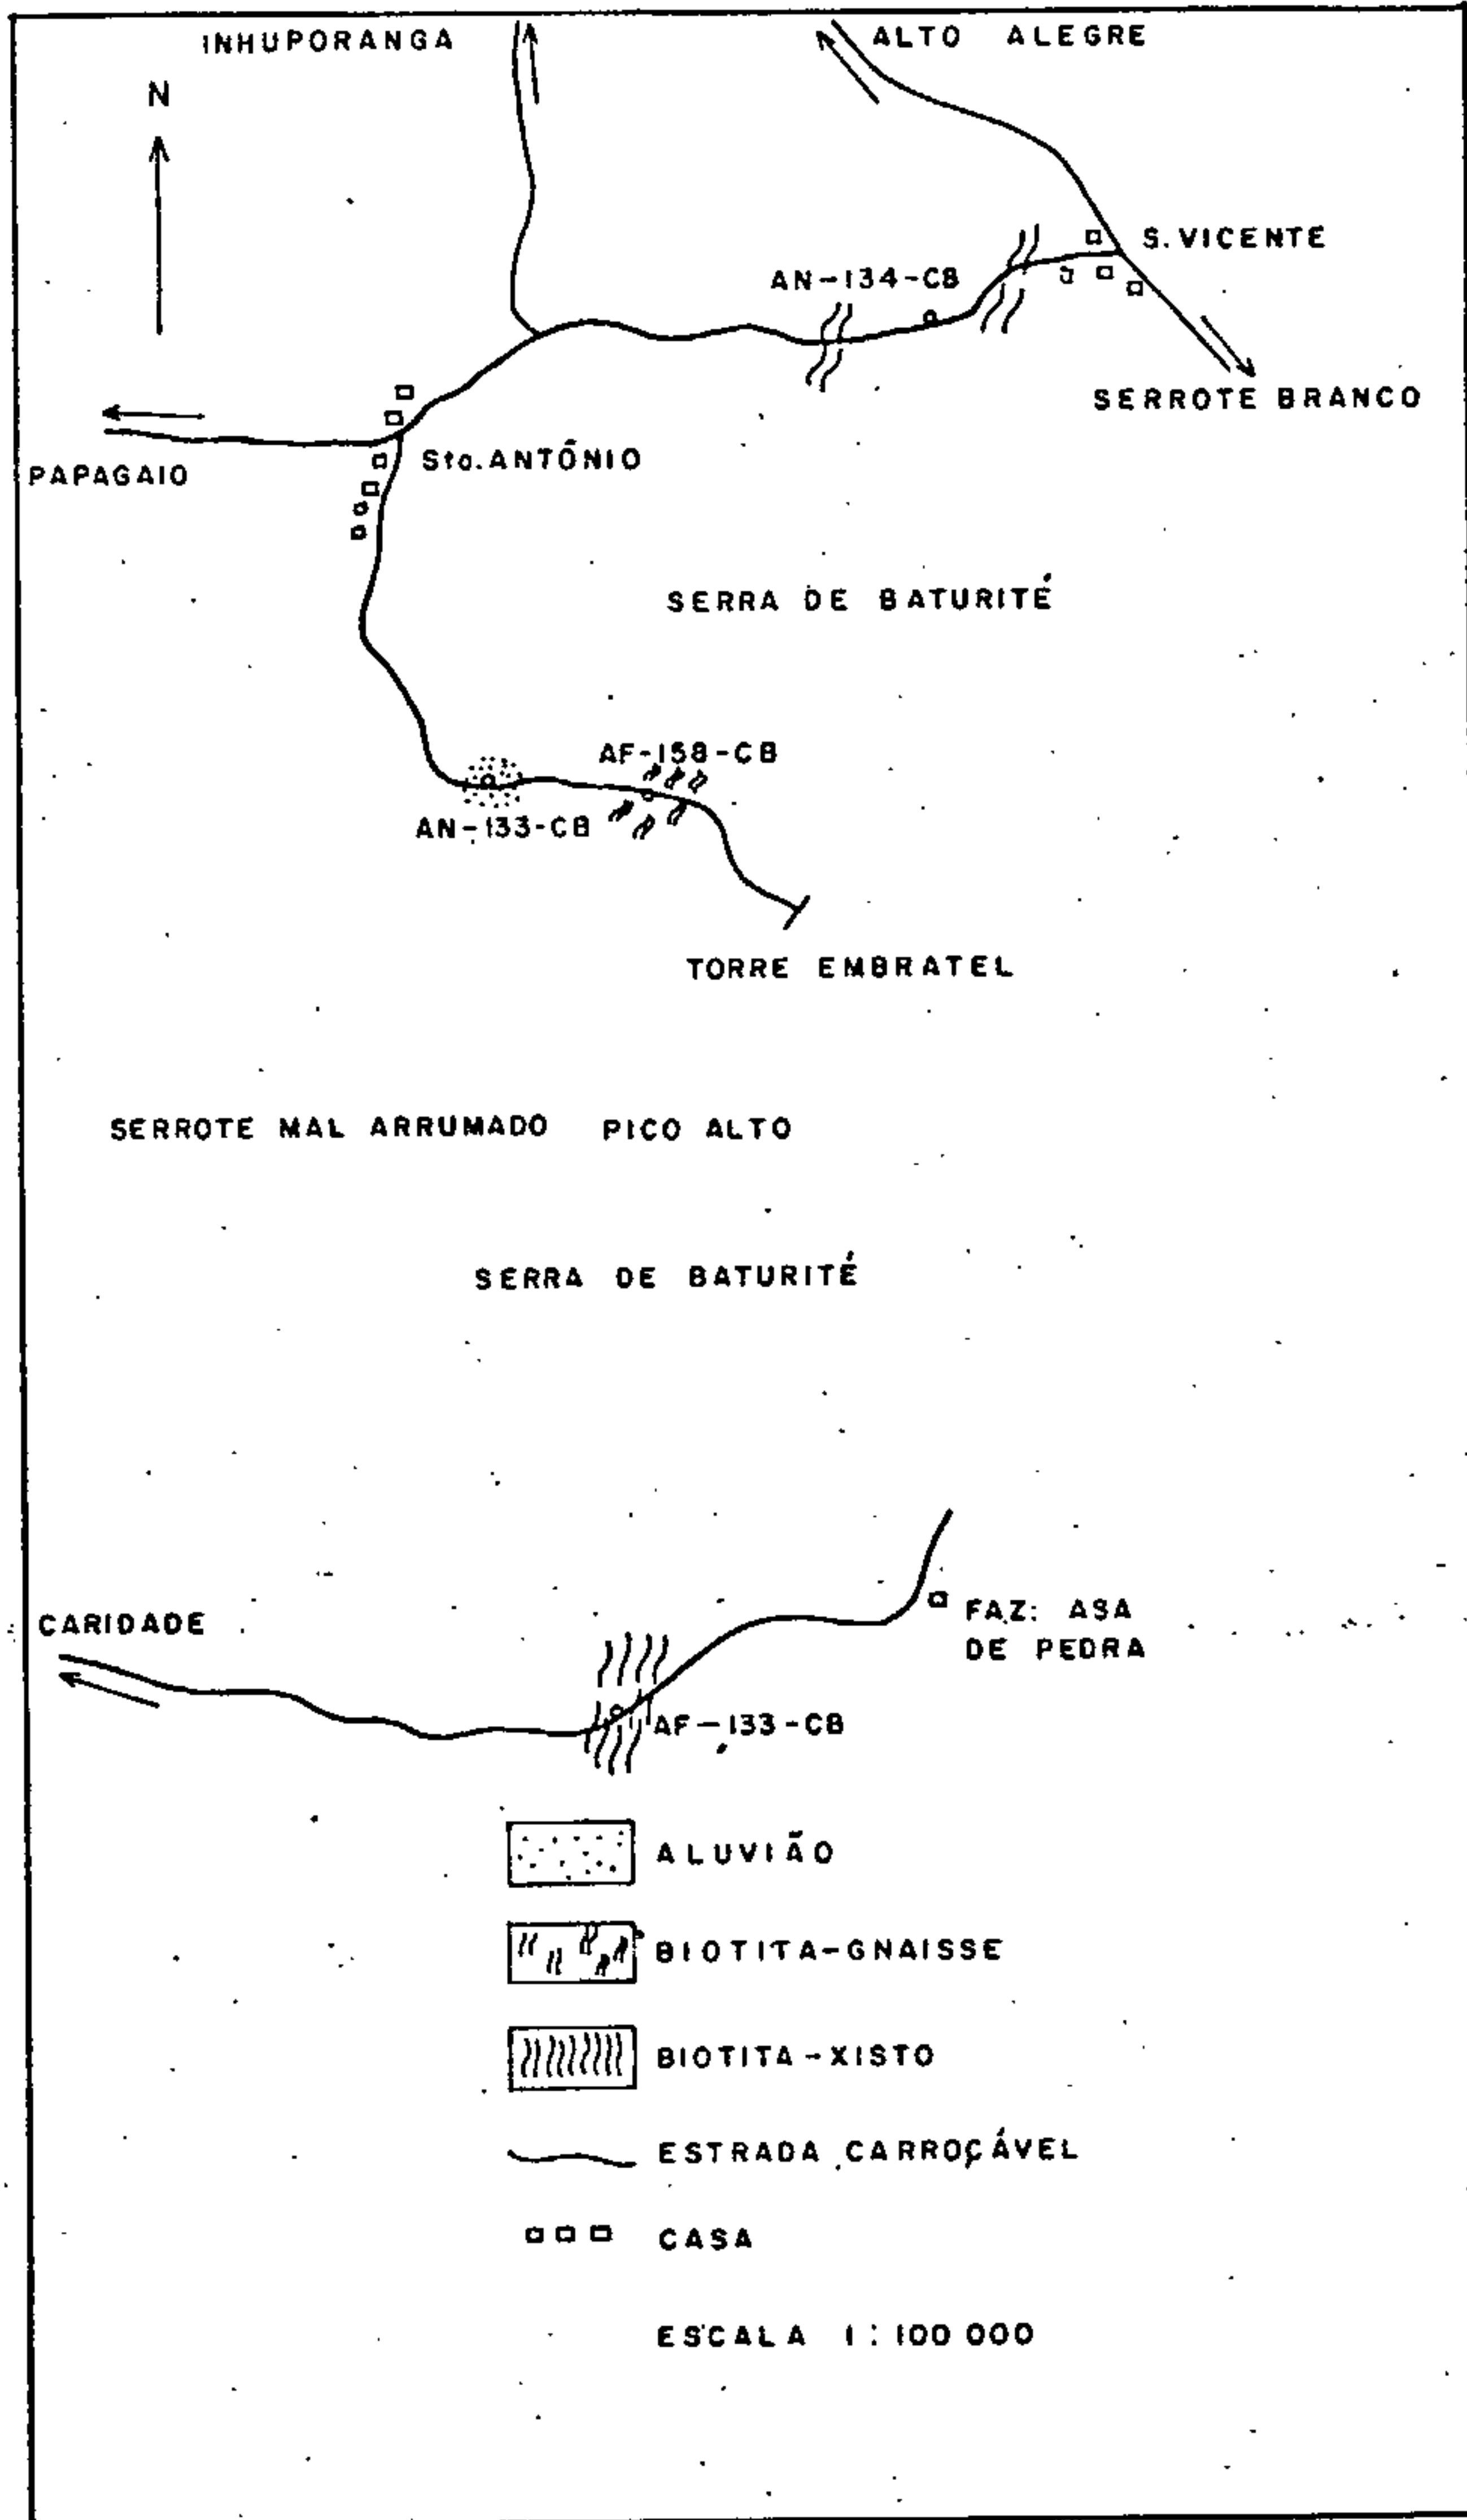 INHUPORANGA
ALTO ALEGRE
N
S. VICENTE
AN-134-CB
SERROTE BRANCO
Sto. ANTÔNIO
PAPAGAIO
SERRA DE BATURITÉ
AF-158-CB
AN-133-CB
TORRE EMBRATEL
SERROTE MAL ARRUMADO PICO ALTO
SERRA DE BATURITÉ
CARIDADE
FAZ: ASA
DE PEDRA
AF-133-CB
ALUVIÃO
BIOTITA-GNAISSE
BIOTITA-XISTO
ESTRADA CARROÇÁVEL
CASA
ESCALA 1:100 000